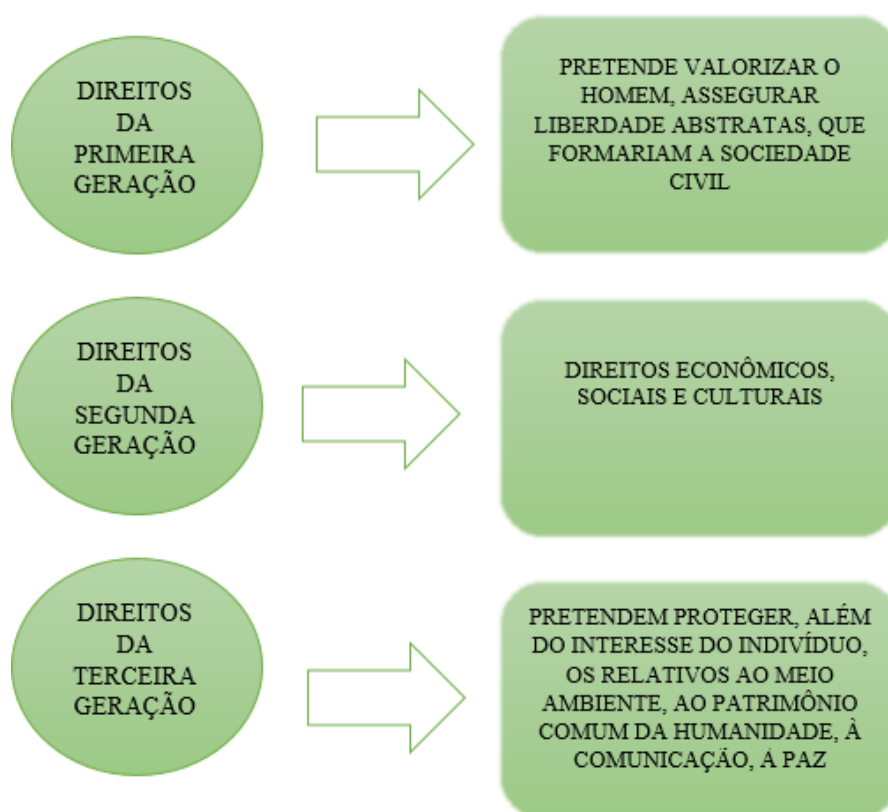 DIREITOS
DA
PRIMEIRA
GERAÇÃO
PRETENDE VALORIZAR O
HOMEM, ASSEGURAR
LIBERDADE ABSTRATAS, QUE
FORMARIAM A SOCIEDADE
CIVIL
DIREITOS
DA
SEGUNDA
GERAÇÃO
DIREITOS ECONÔMICOS,
SOCIAIS E CULTURAIS
DIREITOS
DA
TERCEIRA
GERAÇÃO
PRETENDEM PROTEGER, ALÉM
DO INTERESSE DO INDIVÍDUO,
OS RELATIVOS AO MEIO
AMBIENTE, AO PATRIMÔNIO
COMUM DA HUMANIDADE, À
COMUNICAÇÃO, Á PAZ